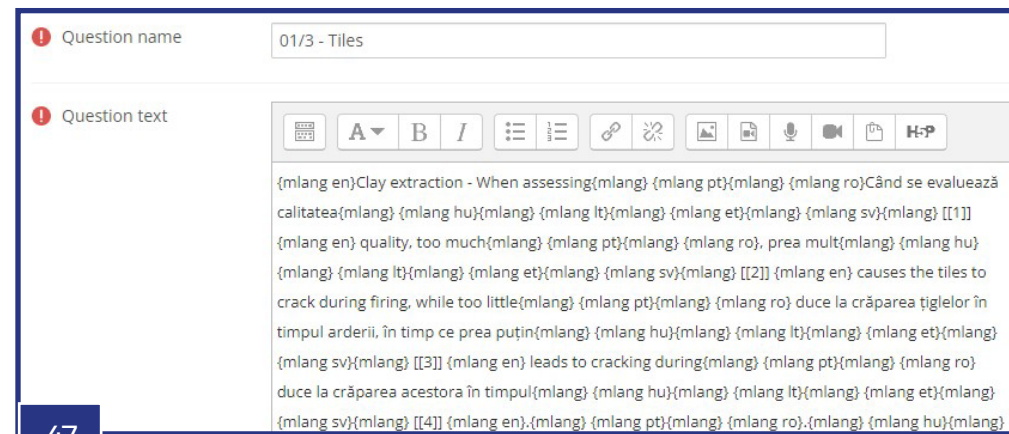 Question name
01/3 - Tiles
Question text
A B I H-P
{mlang en}Clay extraction - When assessing{mlang} {mlang pt}{mlang} {mlang ro}Când se evaluează
calitatea{mlang} {mlang hu}{mlang} {mlang lt}{mlang} {mlang et}{mlang} {mlang sv}{mlang} [[1]]
{mlang en} quality, too much{mlang} {mlang pt}{mlang} {mlang ro}, prea mult{mlang} {mlang hu}
{mlang} {mlang lt}{mlang} {mlang et}{mlang} {mlang sv}{mlang} [[2]] {mlang en} causes the tiles to
crack during firing, while too little{mlang} {mlang pt}{mlang} {mlang ro} duce la crăparea țiglelor în
timpul arderii, în timp ce prea puțin{mlang} {mlang hu}{mlang} {mlang lt}{mlang} {mlang et}{mlang}
{mlang sv}{mlang} [[3]] {mlang en} leads to cracking during{mlang} {mlang pt}{mlang} {mlang ro}
duce la crăparea acestora în timpul{mlang} {mlang hu}{mlang} {mlang lt}{mlang} {mlang et}{mlang}
{mlang sv}{mlang} [[4]] {mlang en}.{mlang} {mlang pt}{mlang} {mlang ro}.{mlang} {mlang hu}{mlang}
47